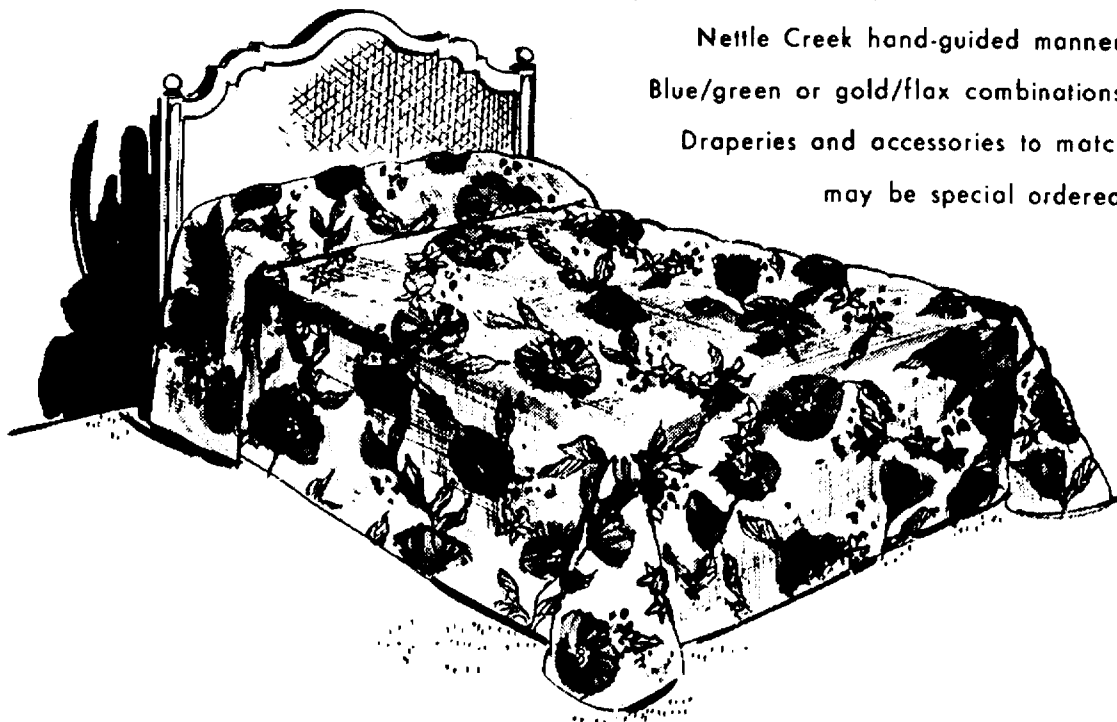 Nettle Creek hand-guided manner
Blue/green or gold/flax combinations
Draperies and accessories to matc
may be special ordered